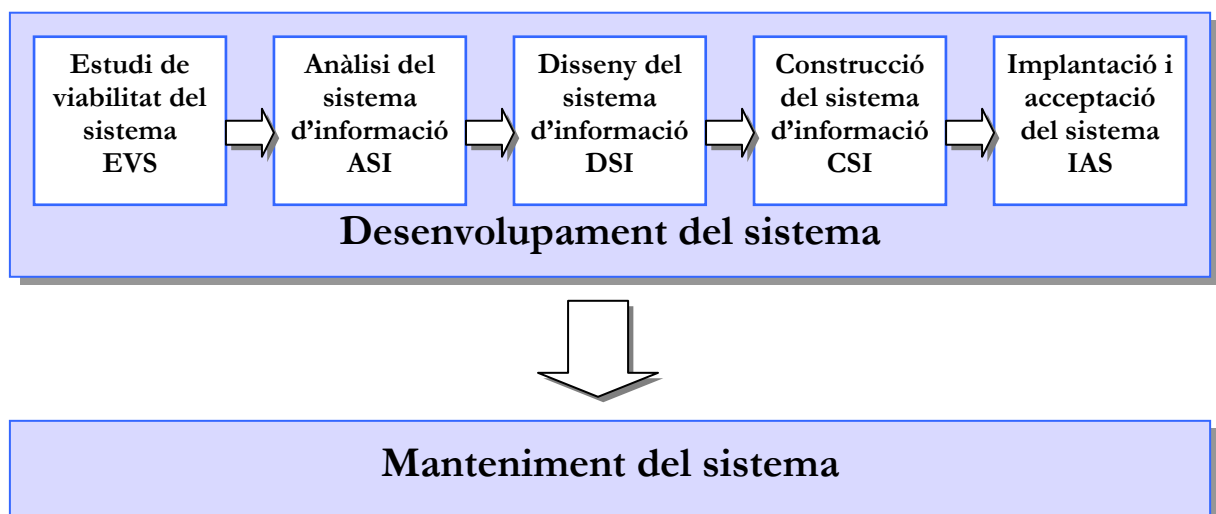 Estudi de
viabilitat del
sistema
EVS
Anàlisi del
sistema
d'informació
ASI
Disseny del
sistema
d'informació
DSI
Construcció
del sistema
d'informació
CSI
Implantació i
acceptació
del sistema
IAS
Desenvolupament del sistema
Manteniment del sistema